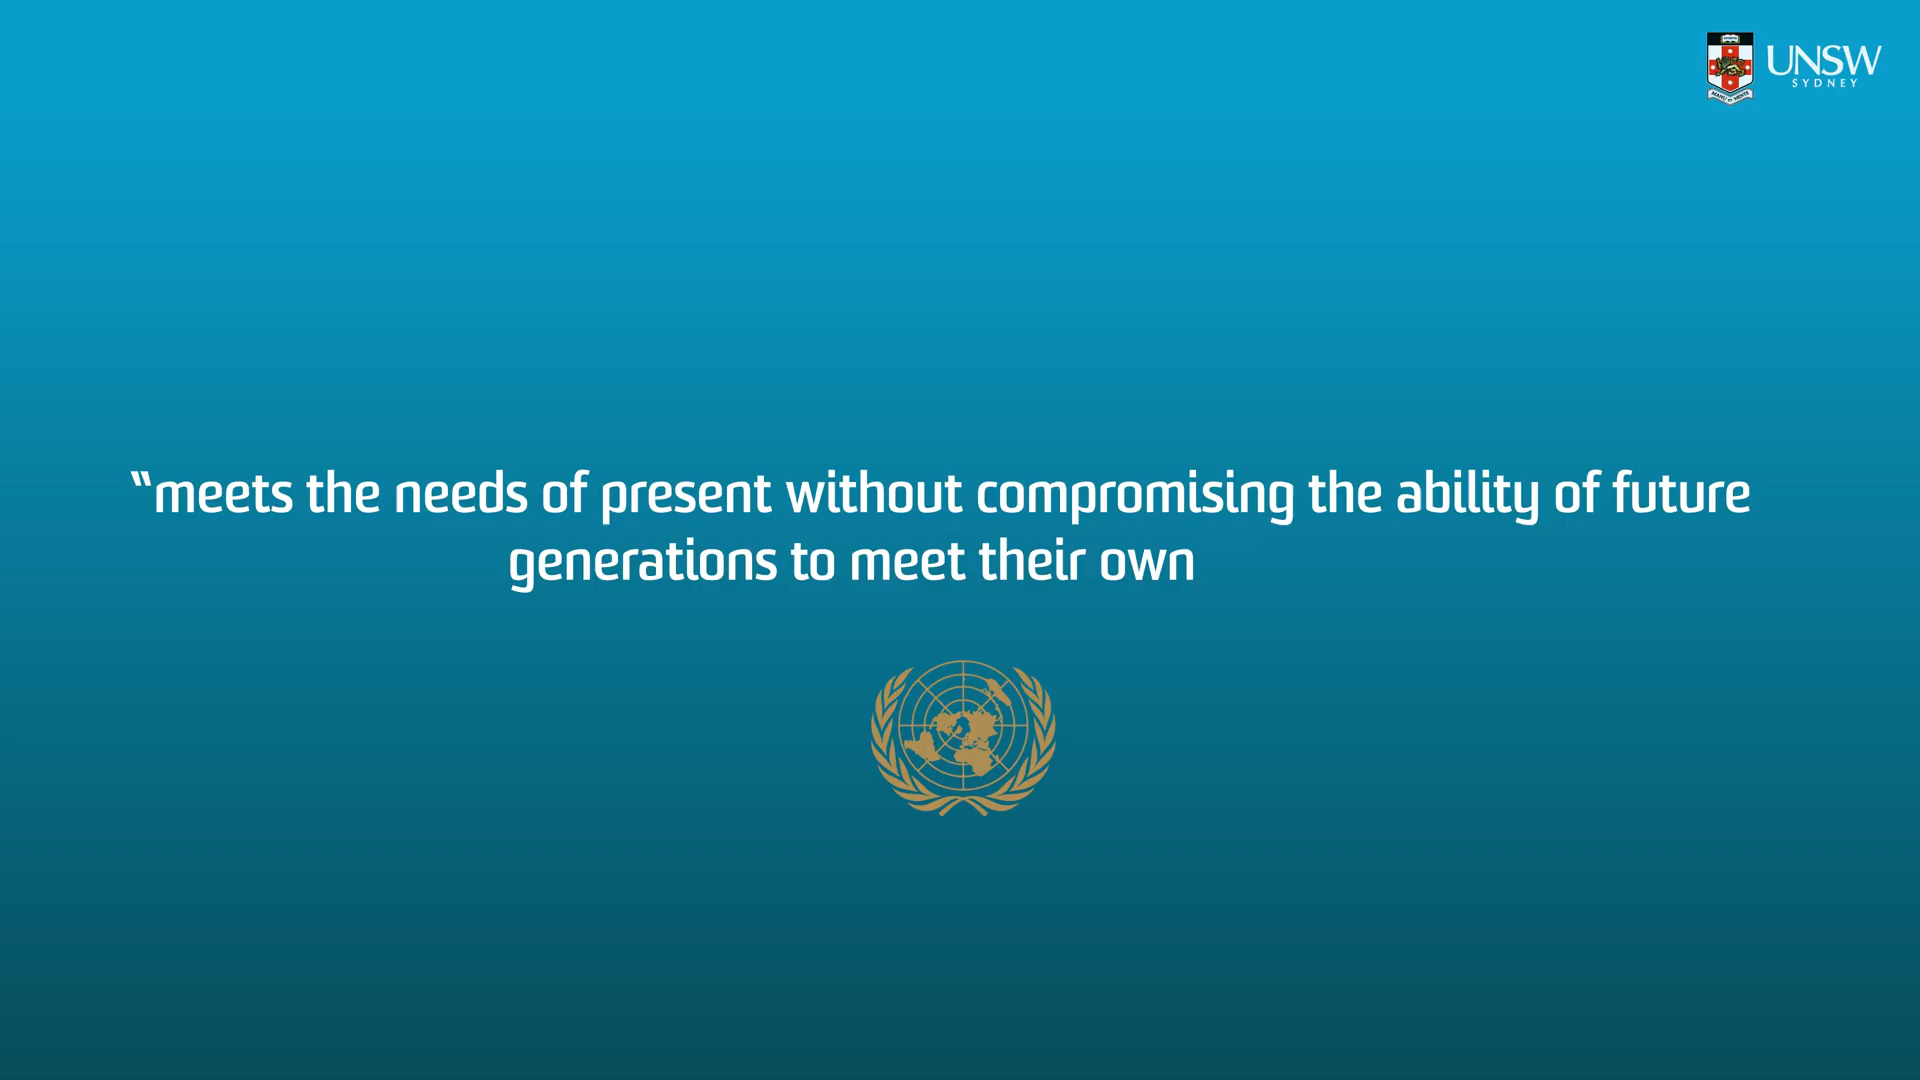 UNSW
SYDNEY
“meets the needs of present without compromising the ability of future
generations to meet their own